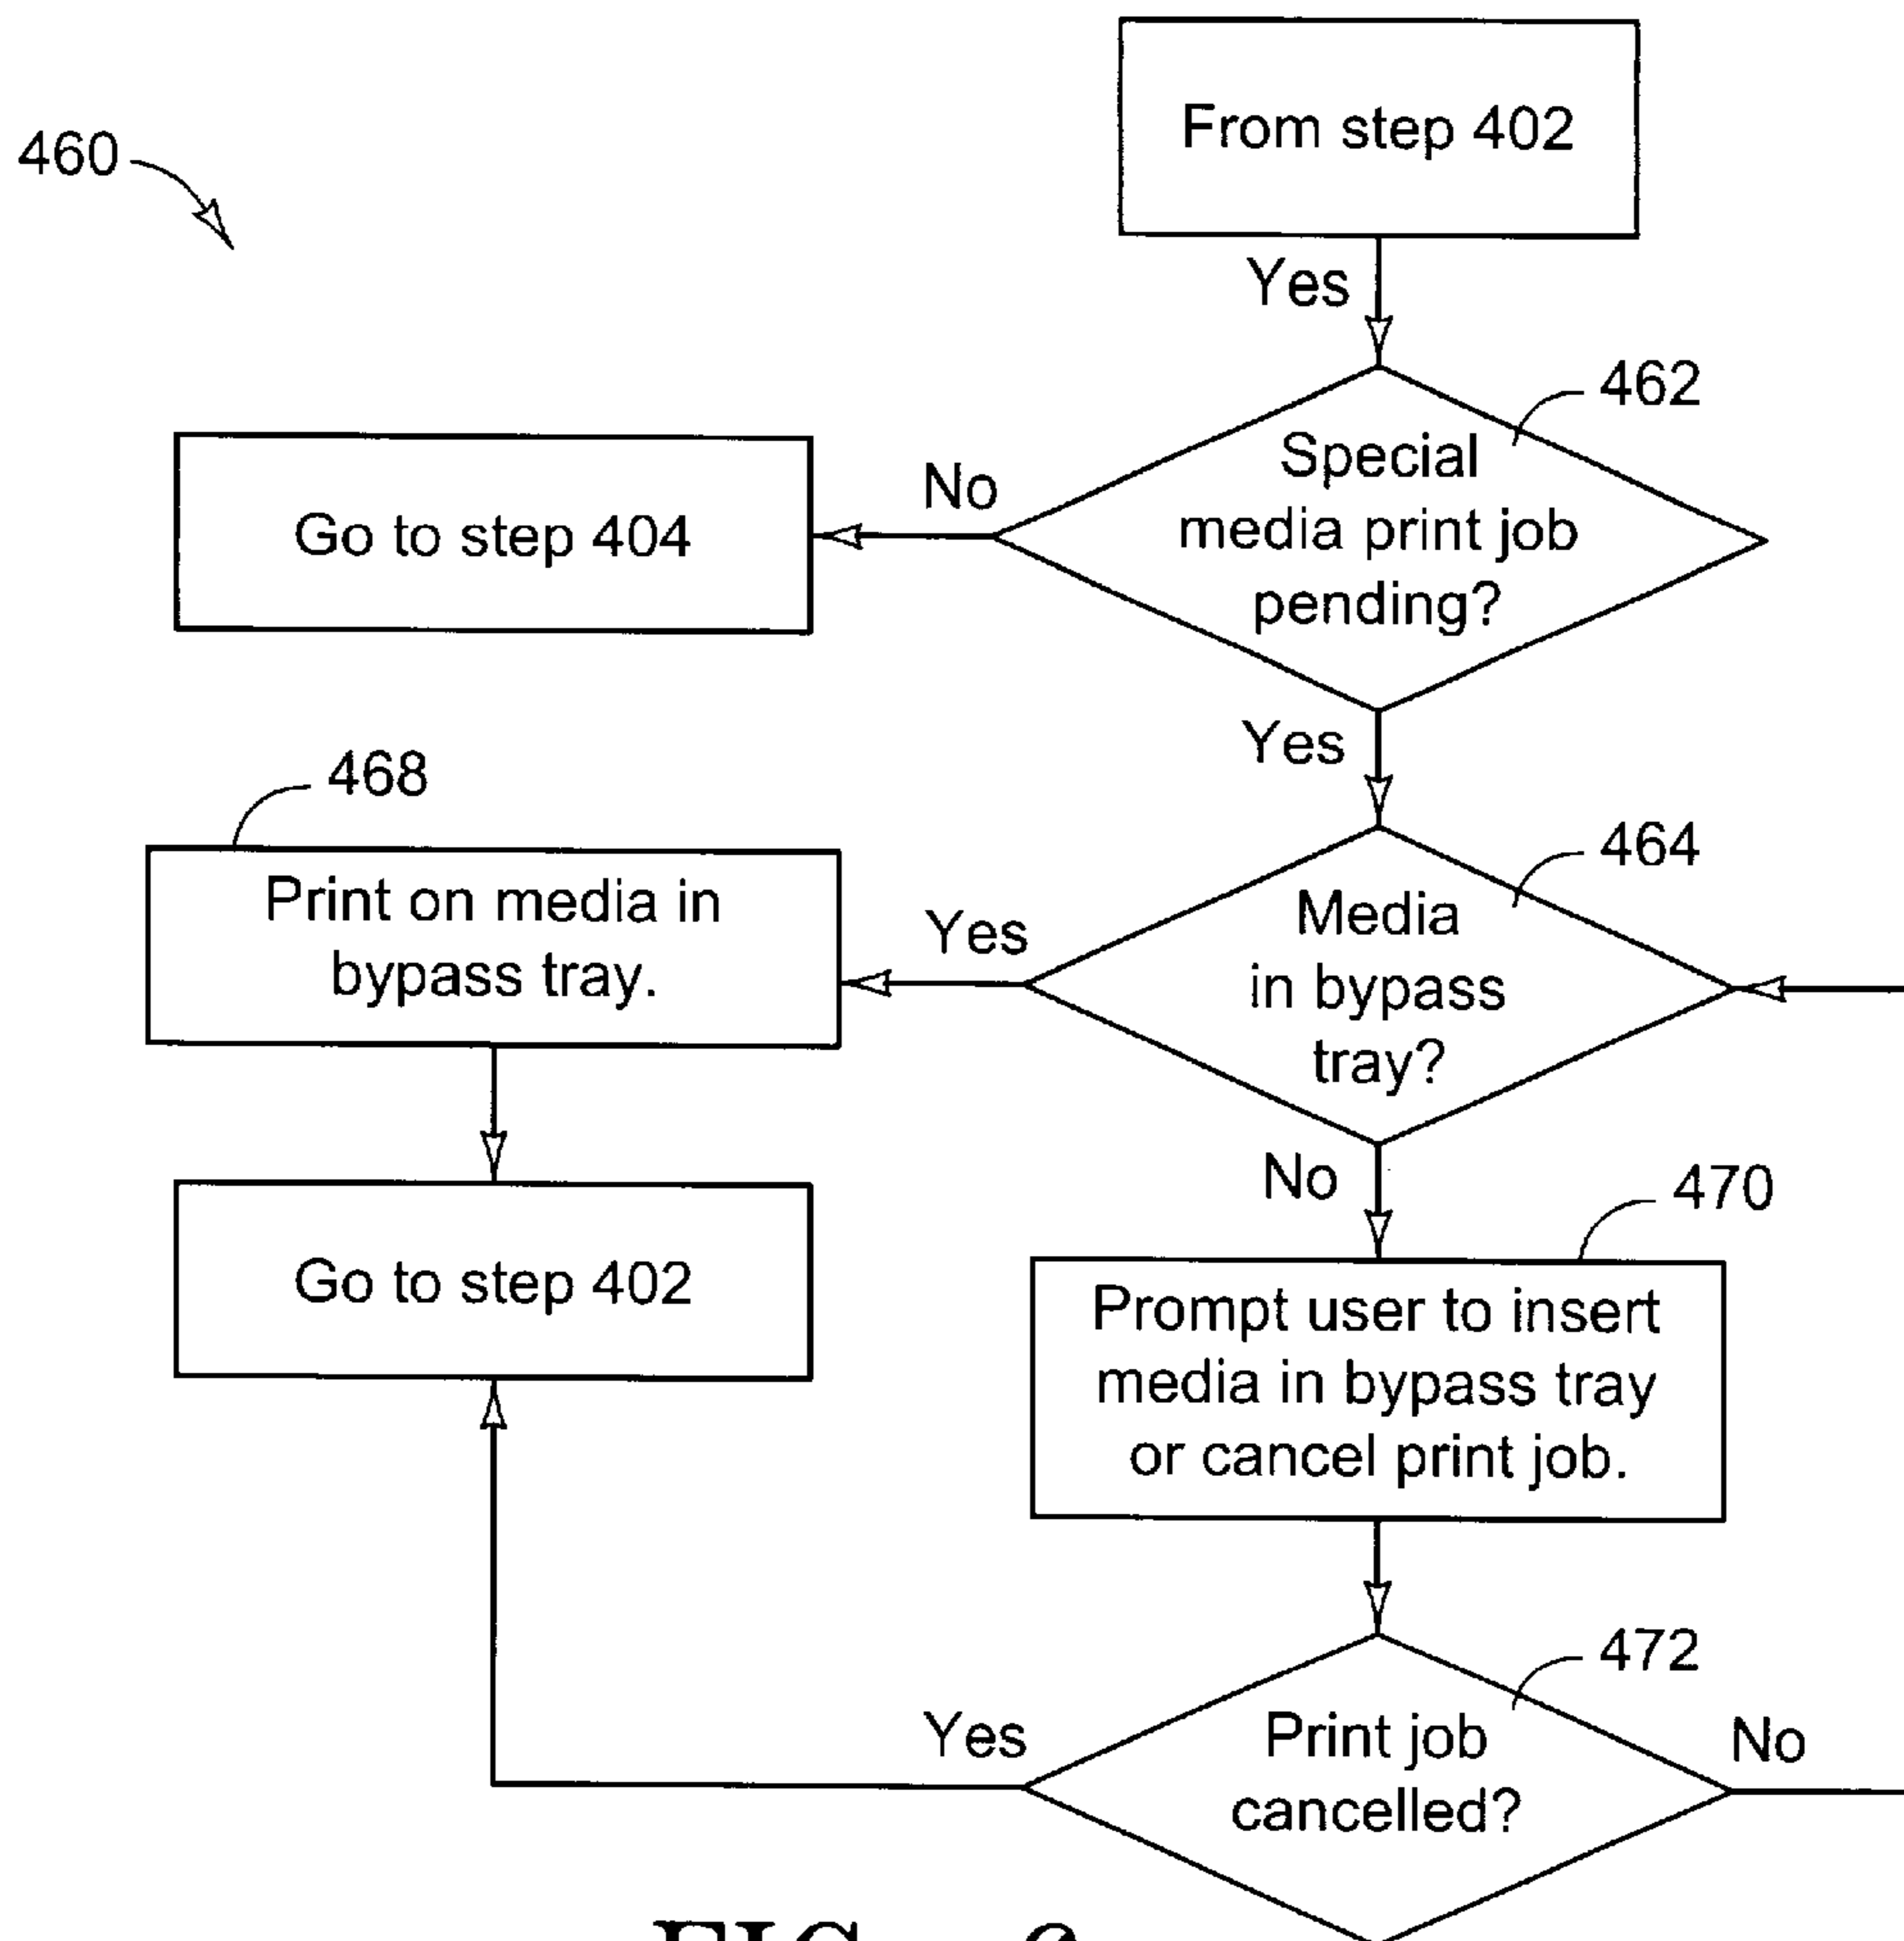 460
From step 402
Yes
462
Special
media print job
pending?
No
Go to step 404
Yes
468
Print on media in
bypass tray.
Yes
464
Media
in bypass
tray?
No
Go to step 402
470
Prompt user to insert
media in bypass tray
or cancel print job.
472
Yes
Print job
cancelled?
No